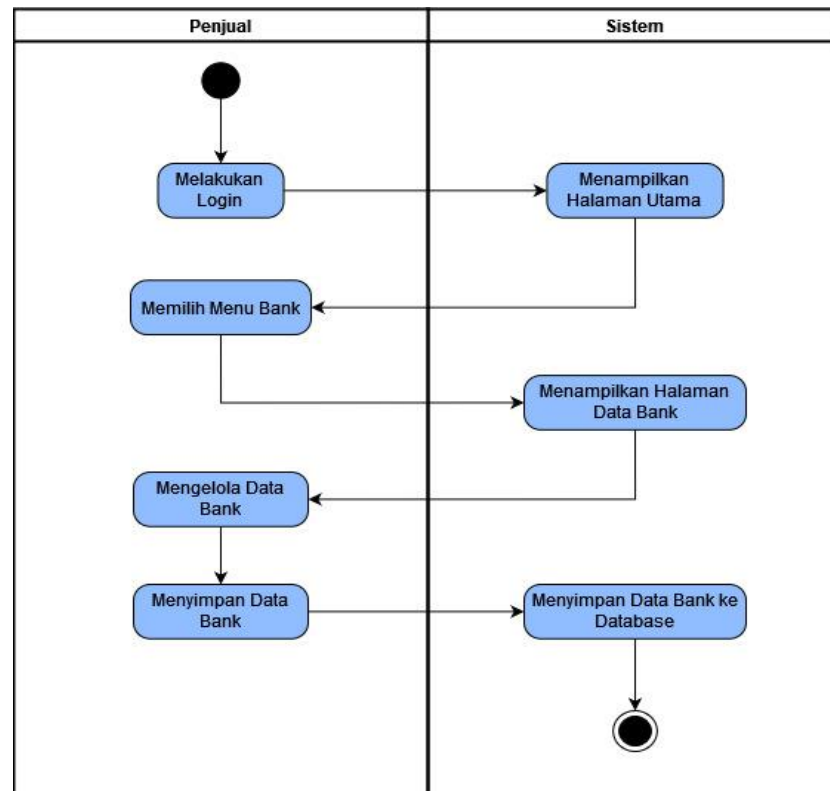 Penjual
Sistem
Melakukan
Login
Menampilkan
Halaman Utama
Memilih Menu Bank
Menampilkan Halaman
Data Bank
Mengelola Data
Bank
Menyimpan Data
Bank
Menyimpan Data Bank ke
Database